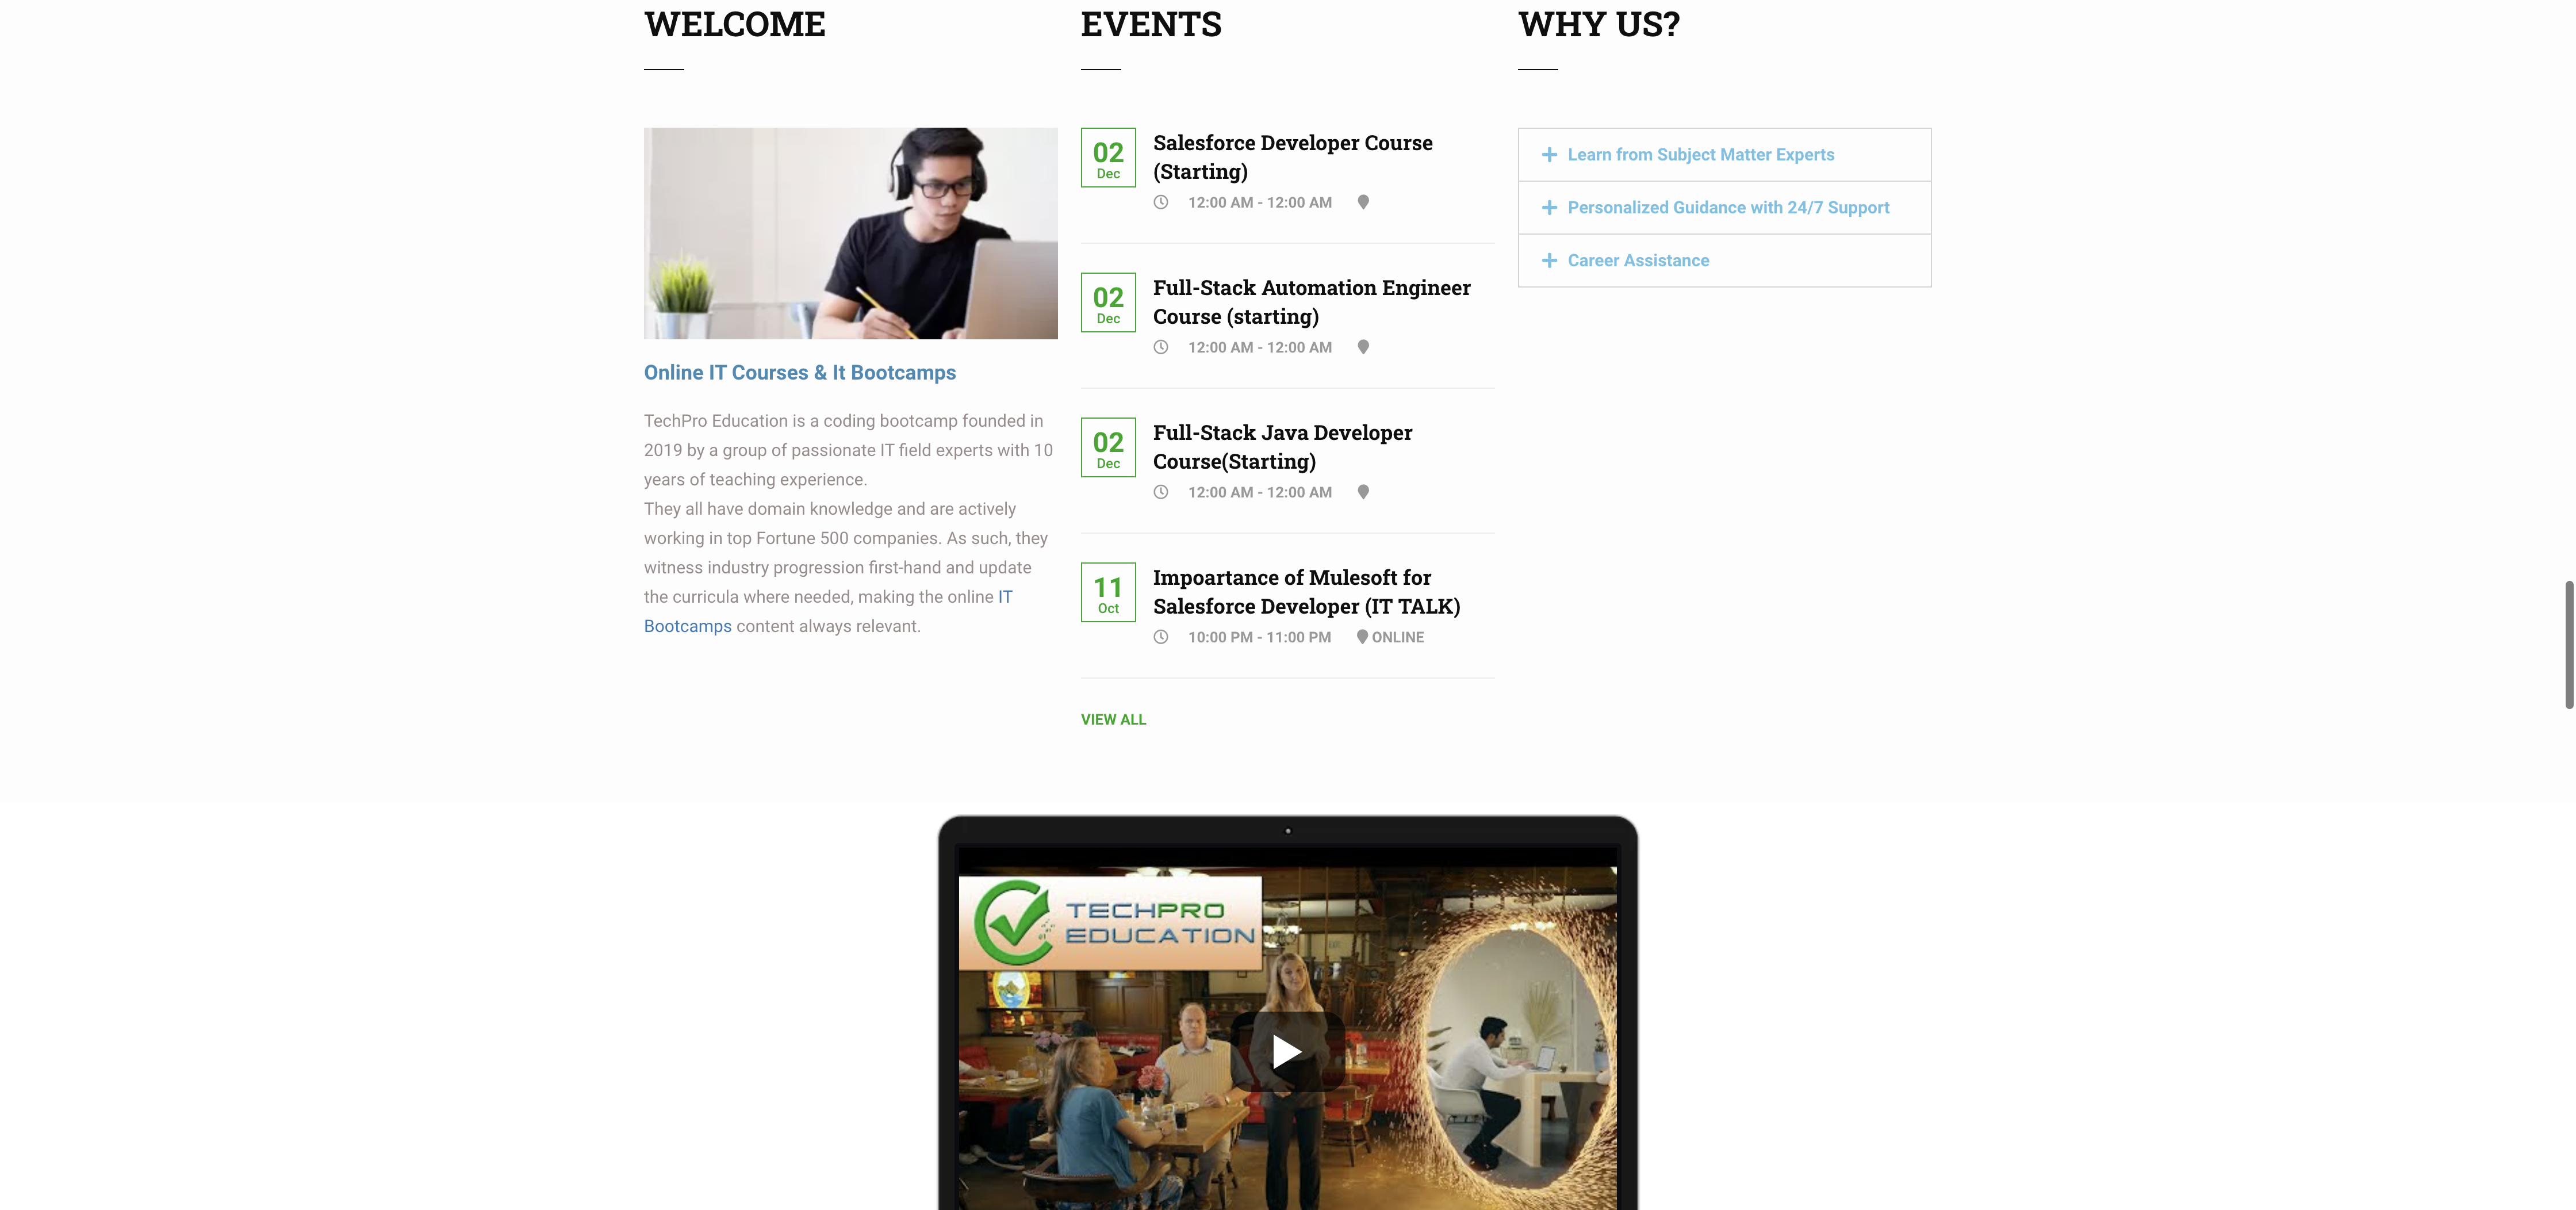 WELCOME
Online IT Courses & It Bootcamps
TechPro Education is a coding bootcamp founded in
2019 by a group of passionate IT field experts with 10
years of teaching experience.
They all have domain knowledge and are actively
working in top Fortune 500 companies. As such, they
witness industry progression first-hand and update
the curricula where needed, making the online IT
Bootcamps content always relevant.
EVENTS
02
Dec
Salesforce Developer Course
(Starting)
12:00 AM - 12:00 AM
02
Dec
Full-Stack Automation Engineer
Course (starting)
12:00 AM - 12:00 AM
02
Dec
Full-Stack Java Developer
Course(Starting)
12:00 AM - 12:00 AM
11
Oct
Impoartance of Mulesoft for
Salesforce Developer (IT TALK)
10:00 PM - 11:00 PM ONLINE
VIEW ALL
WHY US?
Learn from Subject Matter Experts
Personalized Guidance with 24/7 Support
Career Assistance
TECHPRO
EDUCATION